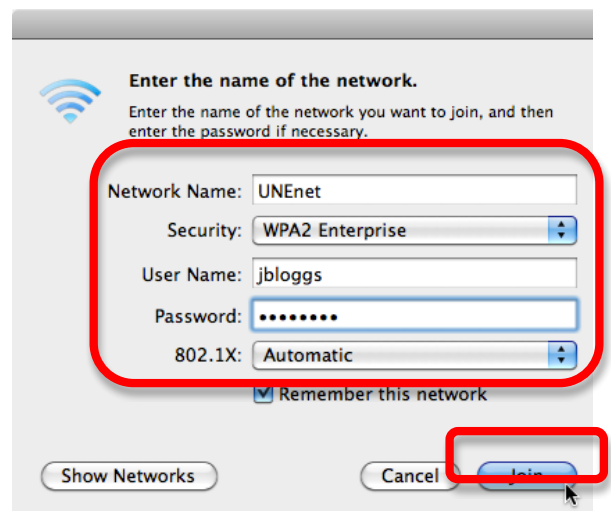 Enter the name of the network.
Enter the name of the network you want to join, and then
enter the password if necessary.
Network Name: UNEnet
Security: WPA2 Enterprise
User Name: jbloggs
Password: ••••••••
802.1X: Automatic
Remember this network
Show Networks Cancel Join